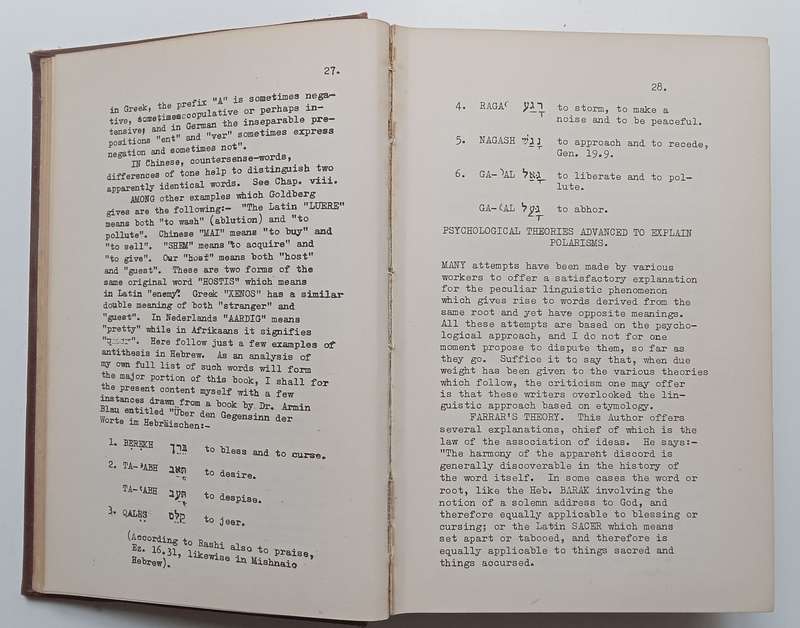 27.
in Greek, the prefix "A" is sometimes nega-
tive, sometimes copulative or perhaps in-
tensive; and in German the inseparable pre-
positions "ent" and "ver" sometimes express
negation and sometimes not".
IN Chinese, countersense-words,
differences of tone help to distinguish two
apparently identical words. See Chap. viii.
AMONG other examples which Goldberg
gives are the following:- "The Latin "LUERE"
means both "to wash" (ablution) and "to
pollute". Chinese "MAI" means "to buy" and
"to sell". "SHEM" means "to acquire" and
"to give". Our "host" means both "host"
and "guest". These are two forms of the
same original word "HOSTIS" which means
in Latin "enemy". Greek "XENOS" has a similar
double meaning of both "stranger" and
"guest". In Nederlands "AARDIG" means
"pretty" while in Afrikaans it signifies
Here follow just a few examples of
antithesis in Hebrew. As an analysis of
my own full list of such words will form
the major portion of this book, I shall for
the present content myself with a few
instances drawn from a book by Dr. Armin
Blau entitled "Über den Gegensinn der
Worte im Hebräischen:-
1. BEREKH בָּרֵךְ to bless and to curse.
2. TA-'ABH תָּאַב to desire.
TA-'ABH תָּעַב to despise.
3. QALES קָלַס to jeer.
(According to Rashi also to praise,
Ez. 16.31, likewise in Mishnaic
Hebrew).
28.
4. RAGA' רָגַע to storm, to make a
noise and to be peaceful.
5. NAGASH נָגַשׁ to approach and to recede,
Gen. 19.9.
6. GA-'AL גָּאַל to liberate and to pol-
lute.
GA-'AL גָּעַל to abhor.
PSYCHOLOGICAL THEORIES ADVANCED TO EXPLAIN
POLARISMS.
MANY attempts have been made by various
workers to offer a satisfactory explanation
for the peculiar linguistic phenomenon
which gives rise to words derived from the
same root and yet have opposite meanings.
All these attempts are based on the psycho-
logical approach, and I do not for one
moment propose to dispute them, so far as
they go. Suffice it to say that, when due
weight has been given to the various theories
which follow, the criticism one may offer
is that these writers overlooked the lin-
guistic approach based on etymology.
FARRAR'S THEORY. This Author offers
several explanations, chief of which is the
law of the association of ideas. He says:-
"The harmony of the apparent discord is
generally discoverable in the history of
the word itself. In some cases the word or
root, like the Heb. BARAK involving the
notion of a solemn address to God, and
therefore equally applicable to blessing or
cursing; or the Latin SACER which means
set apart or tabooed, and therefore is
equally applicable to things sacred and
things accursed.